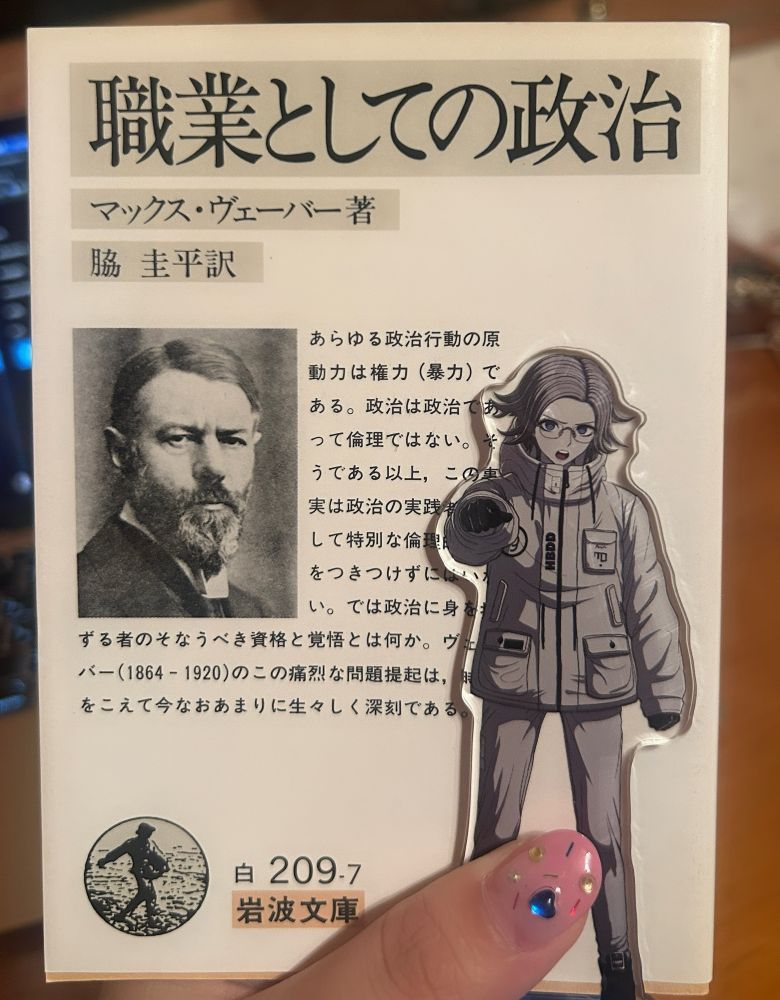 職業としての政治
マックス・ヴェーバー著
脇 圭平訳
あらゆる政治行動の原
動力は権力(暴力)で
ある。政治は政治であ
って倫理ではない。そ
うである以上,この事
実は政治の実践
して特別な倫理
をつきつけずにはいな
い。では政治に身を
ずる者のそなうべき資格と覚悟とは何か。ヴェ
バー(1864-1920)のこの痛烈な問題提起は,時
をこえて今なおあまりに生々しく深刻である。
HBDD
白 209-7
岩波文庫